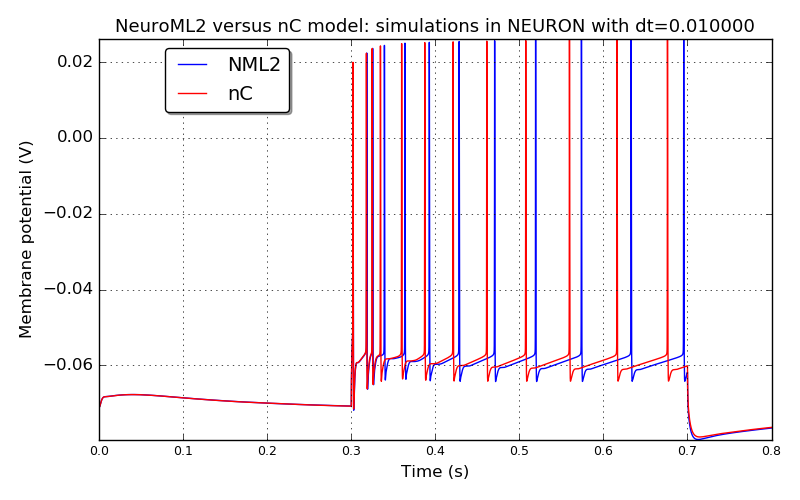 NeuroML2 versus nC model: simulations in NEURON with dt=0.010000
NML2
nC
0.02
0.00
−0.02
−0.04
−0.06
Membrane potential (V)
0.0 0.1 0.2 0.3 0.4 0.5 0.6 0.7 0.8
Time (s)